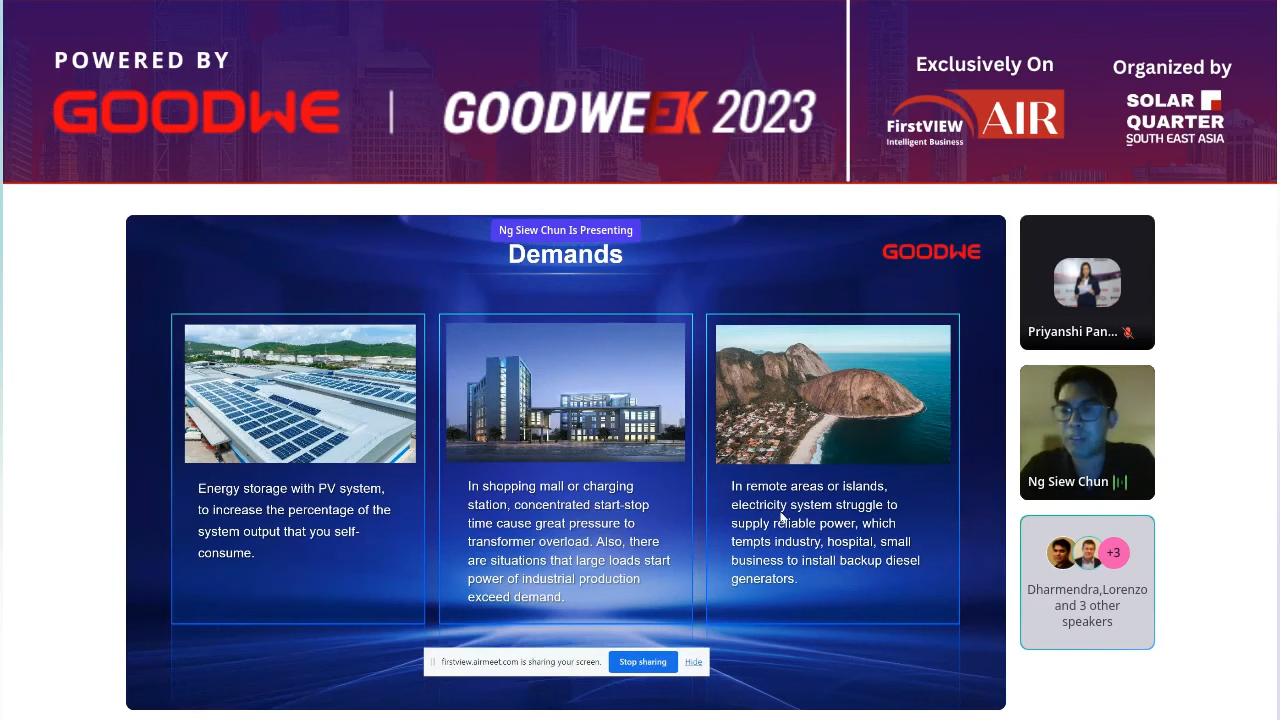 POWERED BY
GOODWE
GOODWEEK 2023
Exclusively On
FirstVIEW
Intelligent Business
AIR
Organized by
SOLAR
QUARTER
SOUTH EAST ASIA
Ng Siew Chun Is Presenting
Demands
GOODWE
Energy storage with PV system,
to increase the percentage of the
system output that you self-
consume.
In shopping mall or charging
station, concentrated start-stop
time cause great pressure to
transformer overload. Also, there
are situations that large loads start
power of industrial production
exceed demand.
In remote areas or islands,
electricity system struggle to
supply reliable power, which
tempts industry, hospital, small
business to install backup diesel
generators.
firstview.airmeet.com is sharing your screen.
Stop sharing
Hide
Priyanshi Pan...
Ng Siew Chun
+3
Dharmendra,Lorenzo
and 3 other
speakers